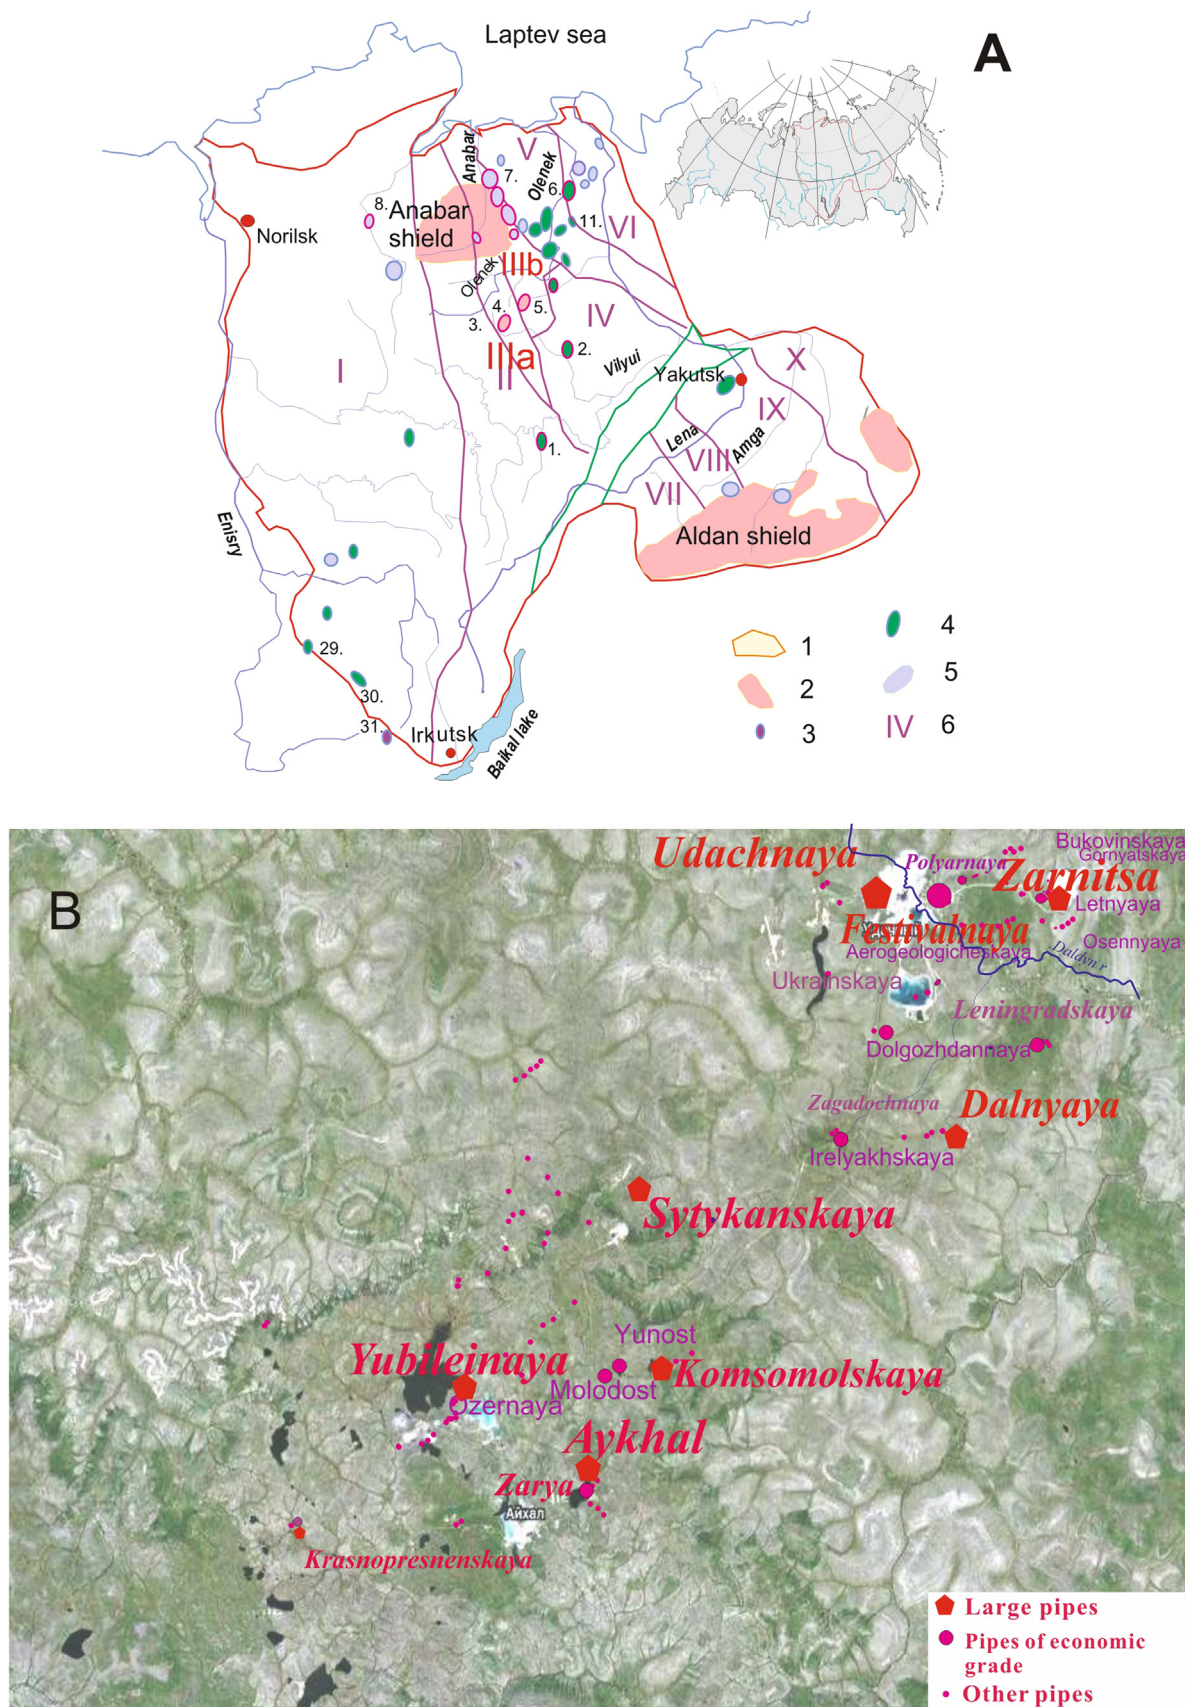 Laptev sea
A
Anabar
V
Olenek
7.
6.
8.
Anabar
shield
11.
VI
Norilsk
Olenek
IIIb
4.
5.
3.
IV
IIIa
2.
I
II
Vilyui
Yakutsk
X
IX
1.
Lena
Amga
VIII
VII
Enisry
Aldan shield
29.
30.
31.
Irkutsk
Baikal lake
1
2
3
4
5
IV
6
B
Udachnaya
Polyarnaya
Bukovinskaya
Gornyatskaya
Zarnitsa
Letnyaya
Festivalnaya
Osennyaya
Aerogeologicheskaya
Daldyn r
Ukrainskaya
Leningradskaya
Dolgozhdannaya
Zagadochnaya
Dalnyaya
Irelyakhskaya
Sytykanskaya
Yunost
Yubileinaya
Komsomolskaya
Molodost
Ozernaya
Aykhal
Zarya
Айхал
Krasnopresnenskaya
Large pipes
Pipes of economic
grade
Other pipes